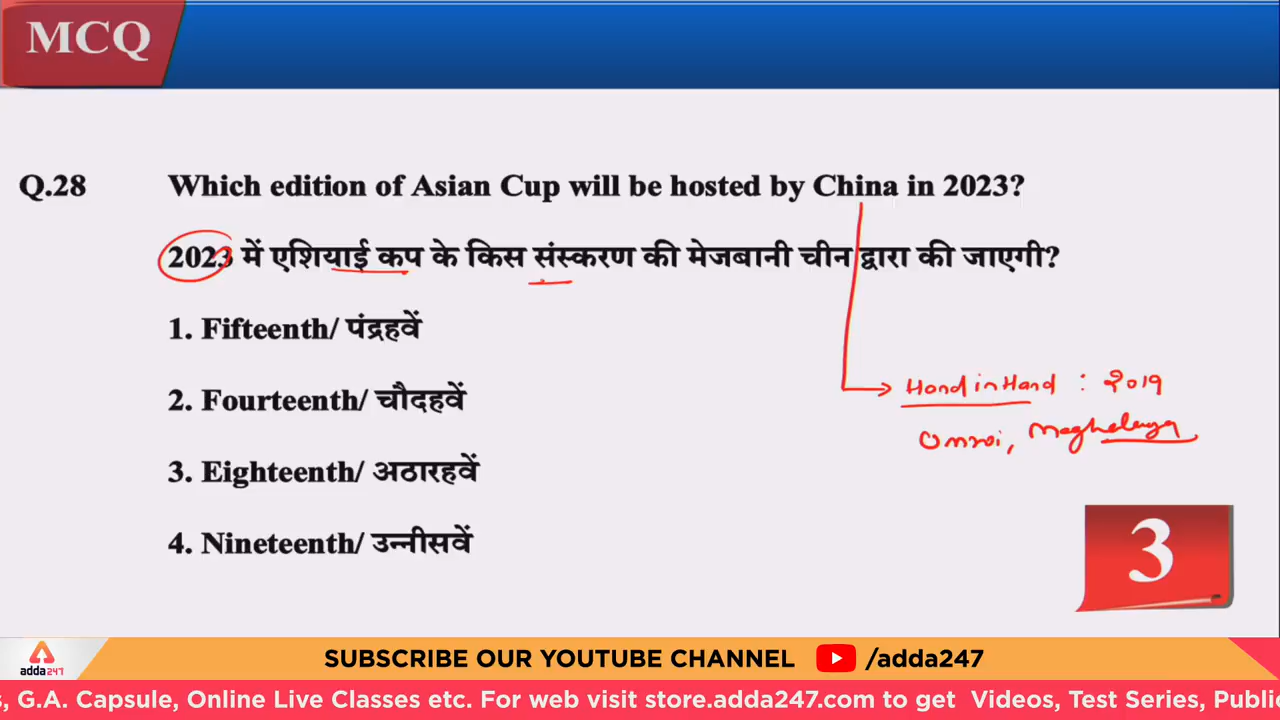 MCQ
Q.28 Which edition of Asian Cup will be hosted by China in 2023?
2023 में एशियाई कप के किस संस्करण की मेजबानी चीन द्वारा की जाएगी?
1. Fifteenth/ पंद्रहवें
2. Fourteenth/ चौदहवें
3. Eighteenth/ अठारहवें
4. Nineteenth/ उन्नीसवें
Hand in Hand : 2019
Umroi, Meghalaya
3
adda247
SUBSCRIBE OUR YOUTUBE CHANNEL /adda247
s, G.A. Capsule, Online Live Classes etc. For web visit store.adda247.com to get Videos, Test Series, Public